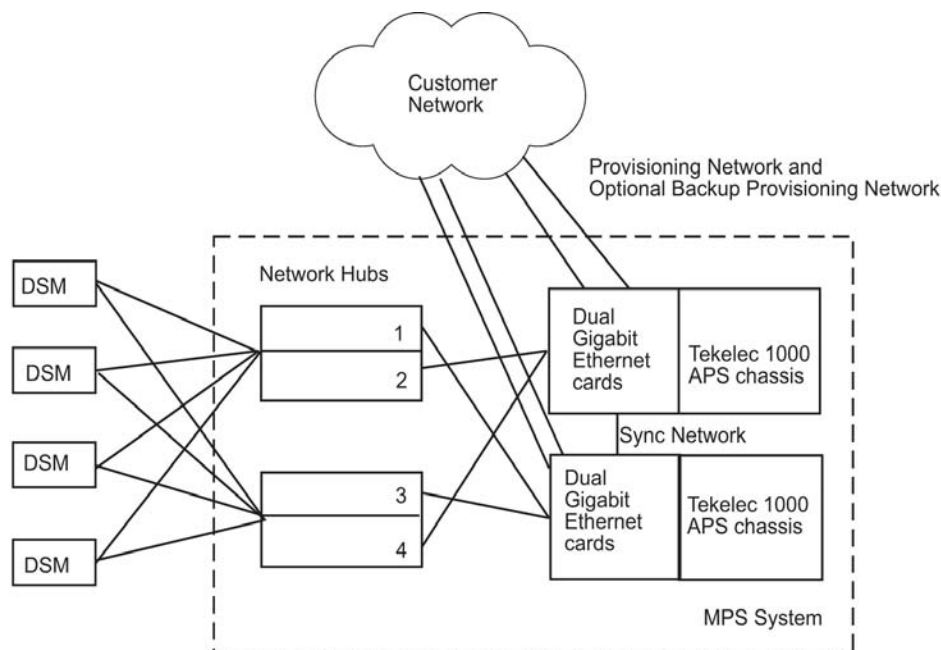 Customer
Network
Provisioning Network and
Optional Backup Provisioning Network
Network Hubs
DSM
DSM
DSM
DSM
1
2
3
4
Dual
Gigabit
Ethernet
cards
Tekelec 1000
APS chassis
Sync Network
Dual
Gigabit
Ethernet
cards
Tekelec 1000
APS chassis
MPS System